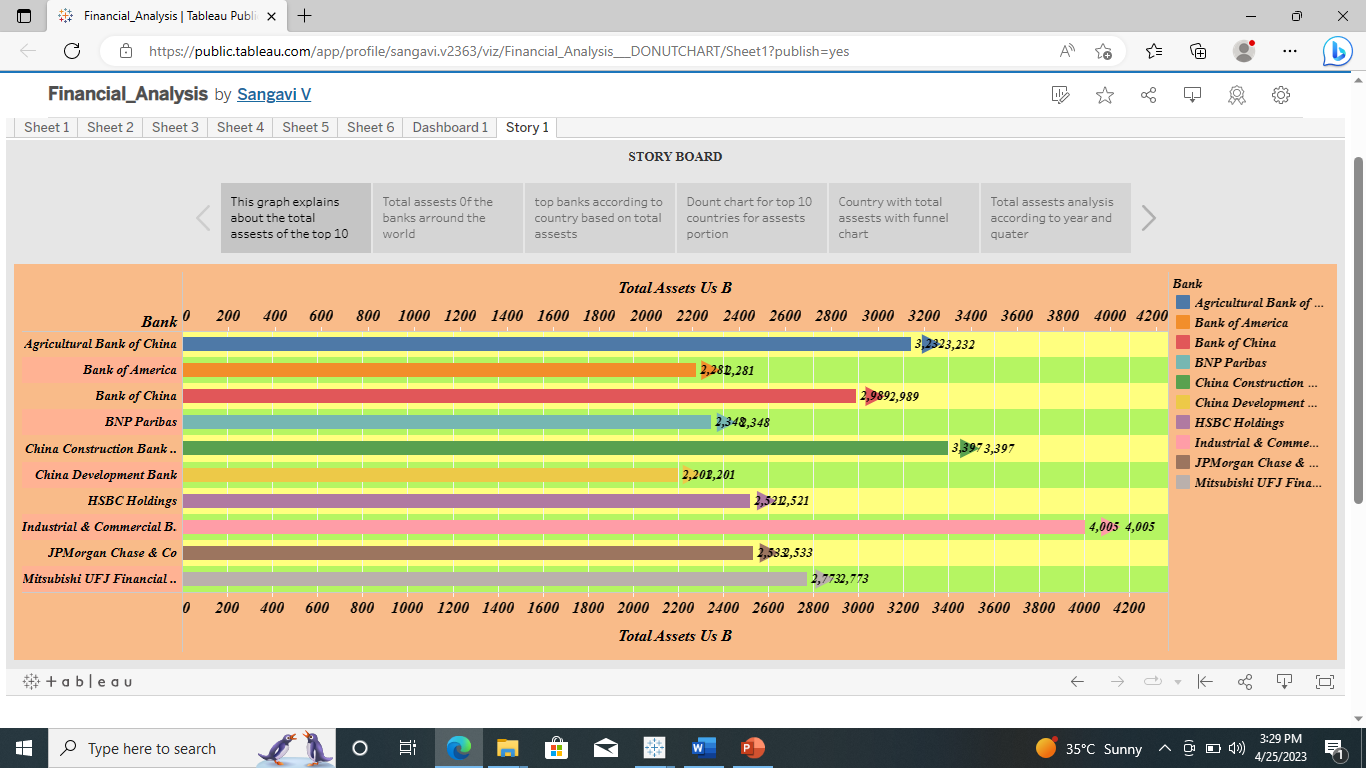 Financial_Analysis | Tableau Publi
https://public.tableau.com/app/profile/sangavi.v2363/viz/Financial_Analysis___DONUTCHART/Sheet1?publish=yes
Financial_Analysis by Sangavi V
Sheet 1 Sheet 2 Sheet 3 Sheet 4 Sheet 5 Sheet 6 Dashboard 1 Story 1
STORY BOARD
This graph explains
about the total
assests of the top 10
Total assests 0f the
banks arround the
world
top banks according to
country based on total
assests
Dount chart for top 10
countries for assests
portion
Country with total
assests with funnel
chart
Total assests analysis
according to year and
quater
Total Assets Us B
Bank 0 200 400 600 800 1000 1200 1400 1600 1800 2000 2200 2400 2600 2800 3000 3200 3400 3600 3800 4000 4200
Agricultural Bank of China 3,232 3,232
Bank of America 2,281 2,281
Bank of China 2,989 2,989
BNP Paribas 2,348 2,348
China Construction Bank .. 3,397 3,397
China Development Bank 2,201 2,201
HSBC Holdings 2,521 2,521
Industrial & Commercial B. 4,005 4,005
JPMorgan Chase & Co 2,533 2,533
Mitsubishi UFJ Financial .. 2,773 2,773
0 200 400 600 800 1000 1200 1400 1600 1800 2000 2200 2400 2600 2800 3000 3200 3400 3600 3800 4000 4200
Total Assets Us B
Bank
Agricultural Bank of ...
Bank of America
Bank of China
BNP Paribas
China Construction ...
China Development ...
HSBC Holdings
Industrial & Comme...
JPMorgan Chase & ...
Mitsubishi UFJ Fina...
+ a b | e a u
Type here to search
35°C Sunny
3:29 PM
4/25/2023
1